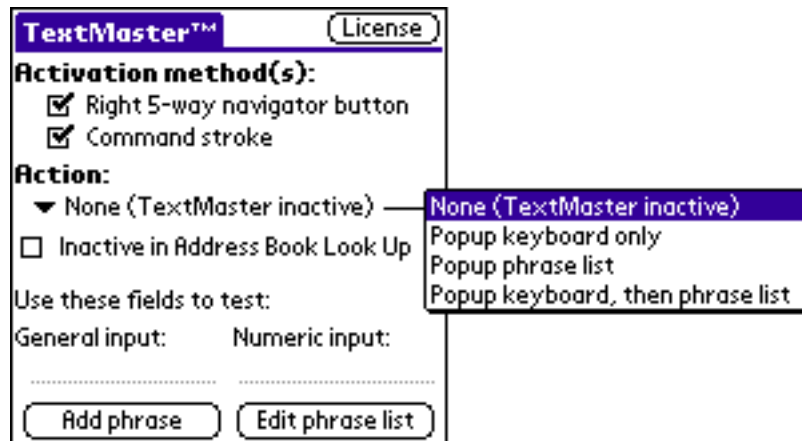 TextMaster™ License
Activation method(s):
Right 5-way navigator button
Command stroke
Action:
None (TextMaster inactive)
Inactive in Address Book Look Up
None (TextMaster inactive)
Popup keyboard only
Popup phrase list
Popup keyboard, then phrase list
Use these fields to test:
General input: Numeric input:
Add phrase Edit phrase list